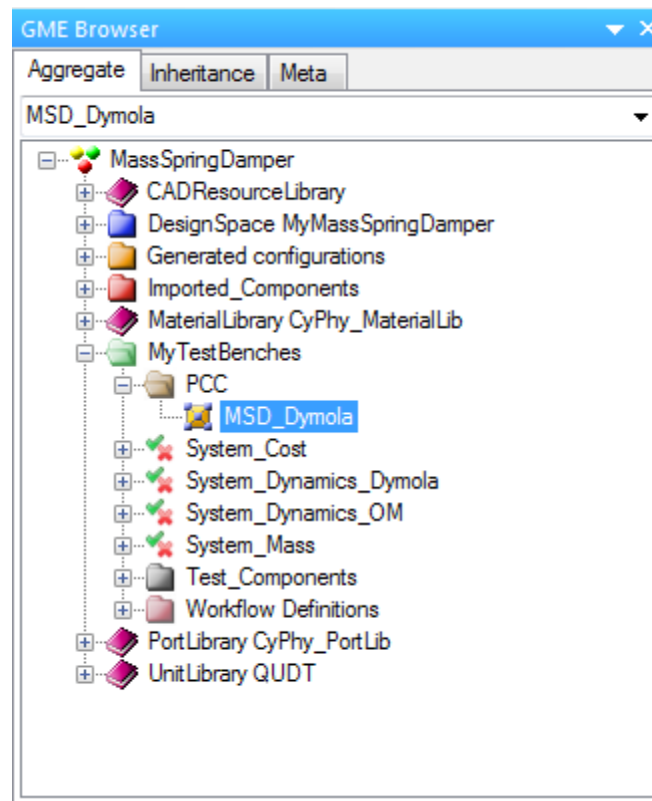 GME Browser
Aggregate Inheritance Meta
MSD_Dymola
MassSpringDamper
CADResourceLibrary
DesignSpace MyMassSpringDamper
Generated configurations
Imported_Components
MaterialLibrary CyPhy_MaterialLib
MyTestBenches
PCC
MSD_Dymola
System_Cost
System_Dynamics_Dymola
System_Dynamics_OM
System_Mass
Test_Components
Workflow Definitions
PortLibrary CyPhy_PortLib
UnitLibrary QUDT